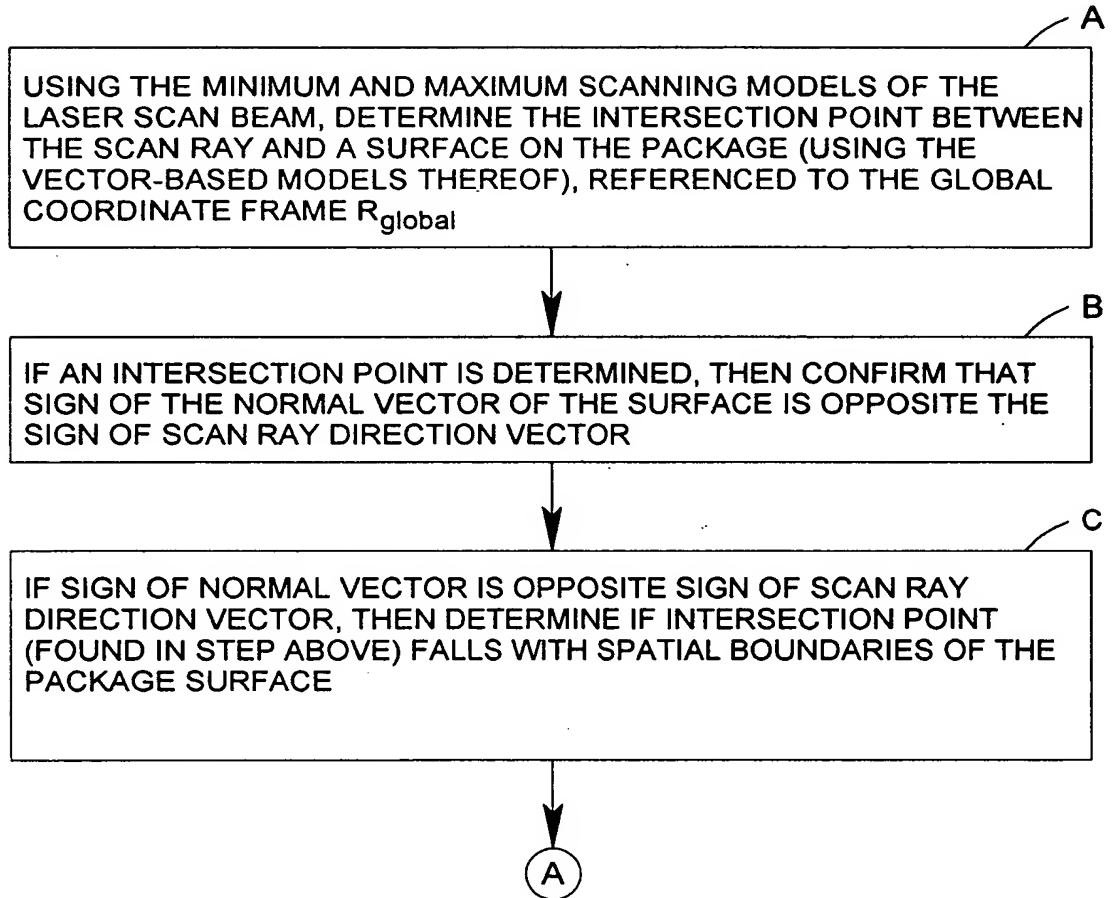 A
USING THE MINIMUM AND MAXIMUM SCANNING MODELS OF THE
LASER SCAN BEAM, DETERMINE THE INTERSECTION POINT BETWEEN
THE SCAN RAY AND A SURFACE ON THE PACKAGE (USING THE
VECTOR-BASED MODELS THEREOF), REFERENCED TO THE GLOBAL
COORDINATE FRAME Rglobal
B
IF AN INTERSECTION POINT IS DETERMINED, THEN CONFIRM THAT
SIGN OF THE NORMAL VECTOR OF THE SURFACE IS OPPOSITE THE
SIGN OF SCAN RAY DIRECTION VECTOR
C
IF SIGN OF NORMAL VECTOR IS OPPOSITE SIGN OF SCAN RAY
DIRECTION VECTOR, THEN DETERMINE IF INTERSECTION POINT
(FOUND IN STEP ABOVE) FALLS WITH SPATIAL BOUNDARIES OF THE
PACKAGE SURFACE
A